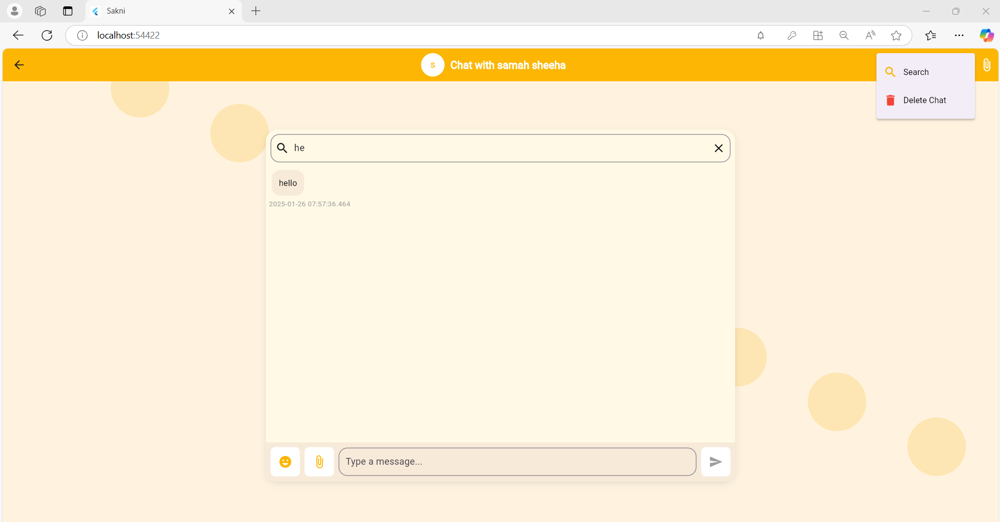 Sakni
localhost:54422
S
Chat with samah sheeha
Search
Delete Chat
he
hello
2025-01-26 07:57:36.464
Type a message...